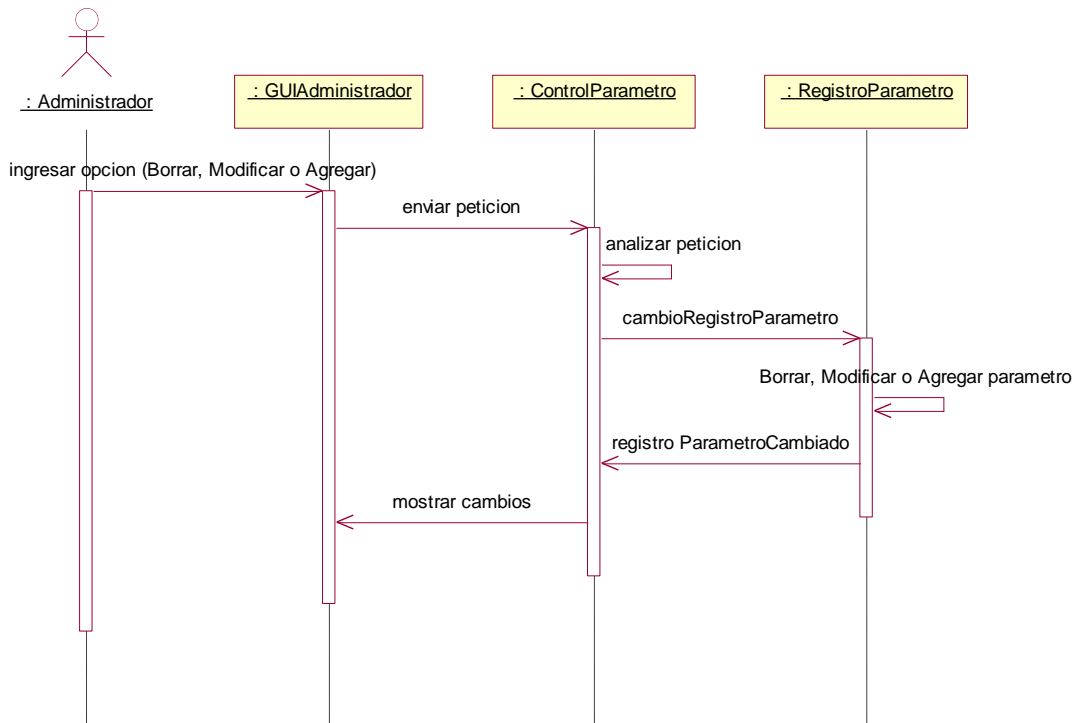 : Administrador
: GUIAdministrador
: ControlParametro
: RegistroParametro
ingresar opcion (Borrar, Modificar o Agregar)
enviar peticion
analizar peticion
cambioRegistroParametro
Borrar, Modificar o Agregar parametro
registro ParametroCambiado
mostrar cambios